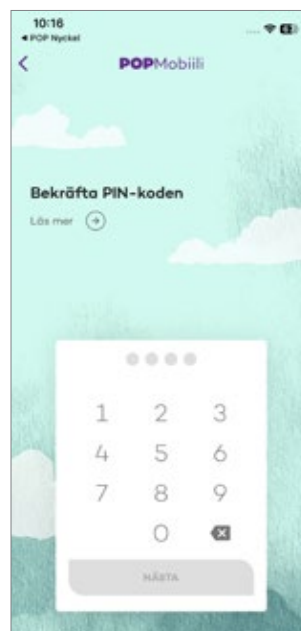 10:16
◀ POP Nyckel
POPMobiili
Bekräfta PIN-koden
Läs mer
1 2 3
4 5 6
7 8 9
0
NÄSTA